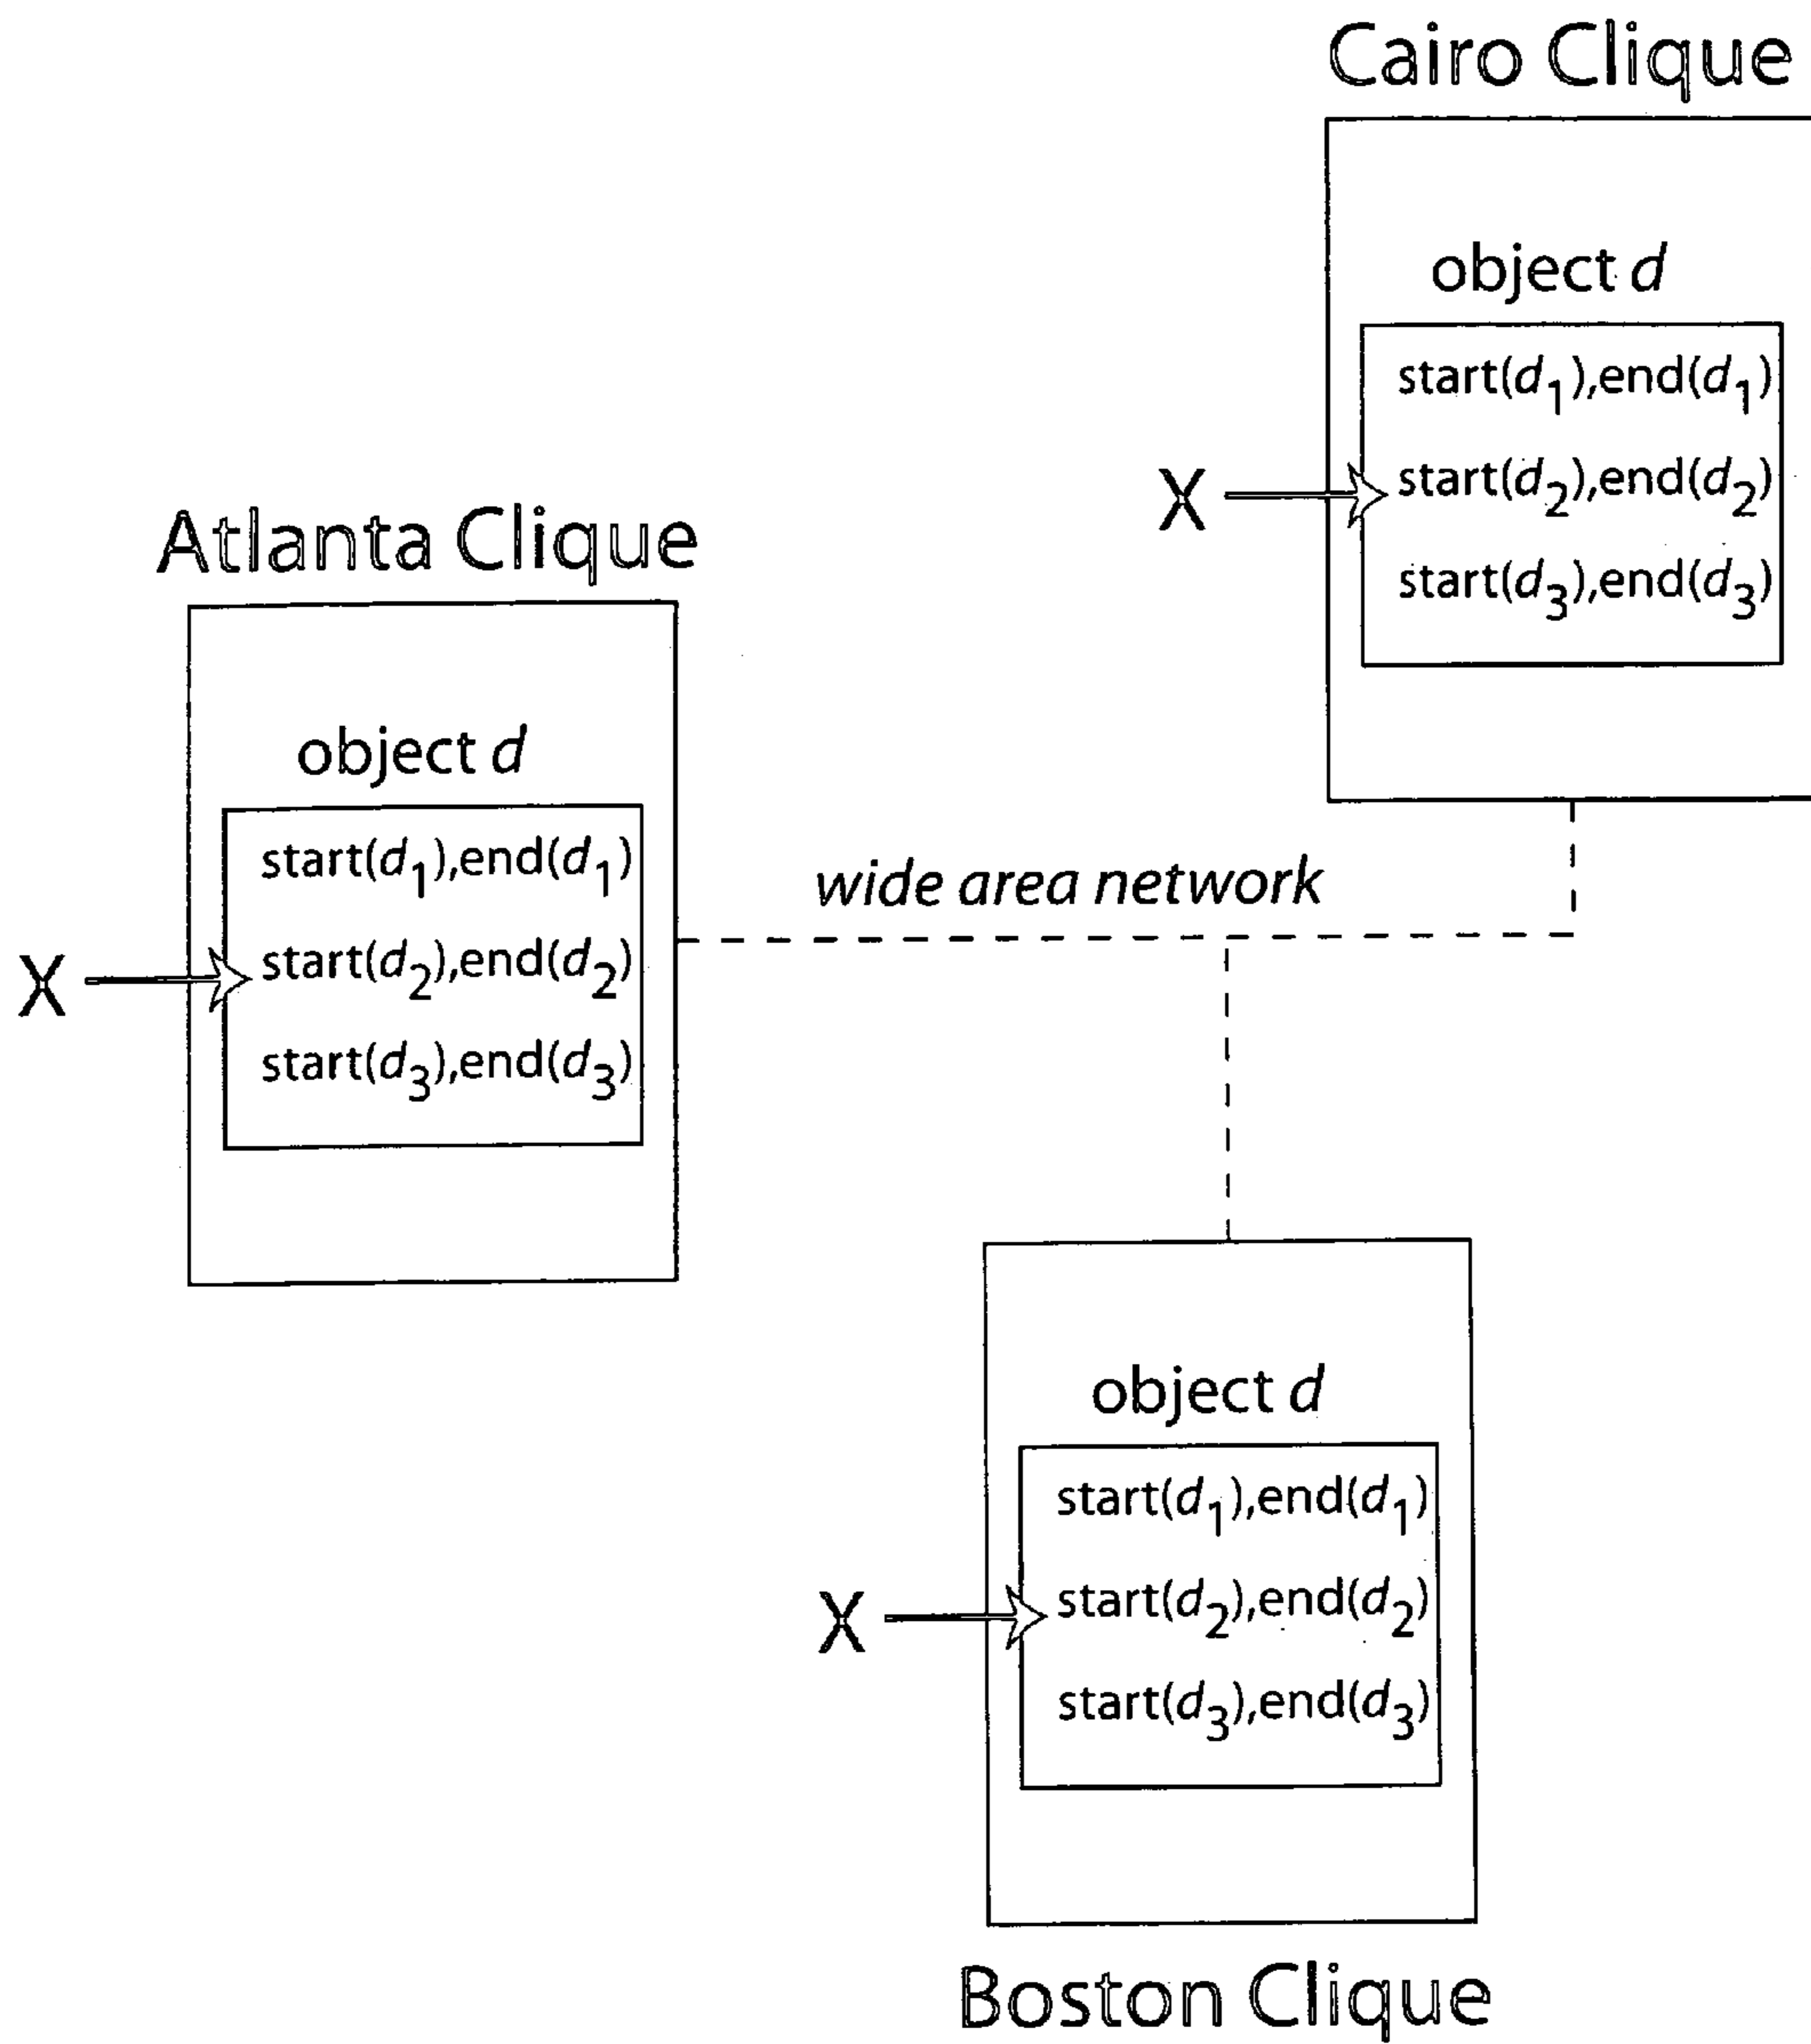 Cairo Clique
object d
start(d1),end(d1)
X
start(d2),end(d2)
start(d3),end(d3)
Atlanta Clique
object d
start(d1),end(d1)
X
start(d2),end(d2)
start(d3),end(d3)
wide area network
object d
start(d1),end(d1)
X
start(d2),end(d2)
start(d3),end(d3)
Boston Clique